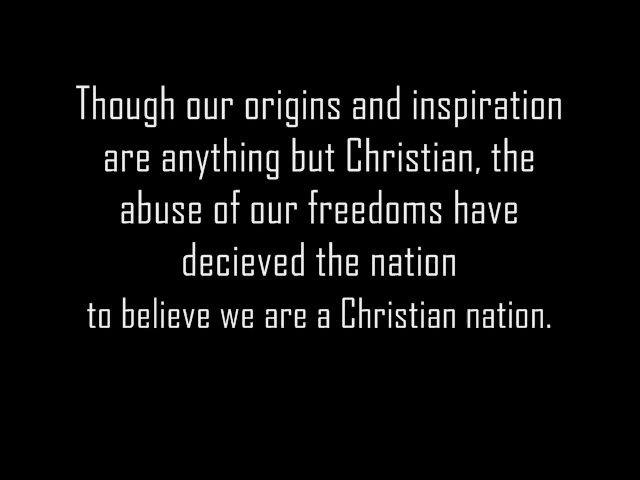 Though our origins and inspiration
are anything but Christian, the
abuse of our freedoms have
decieved the nation
to believe we are a Christian nation.